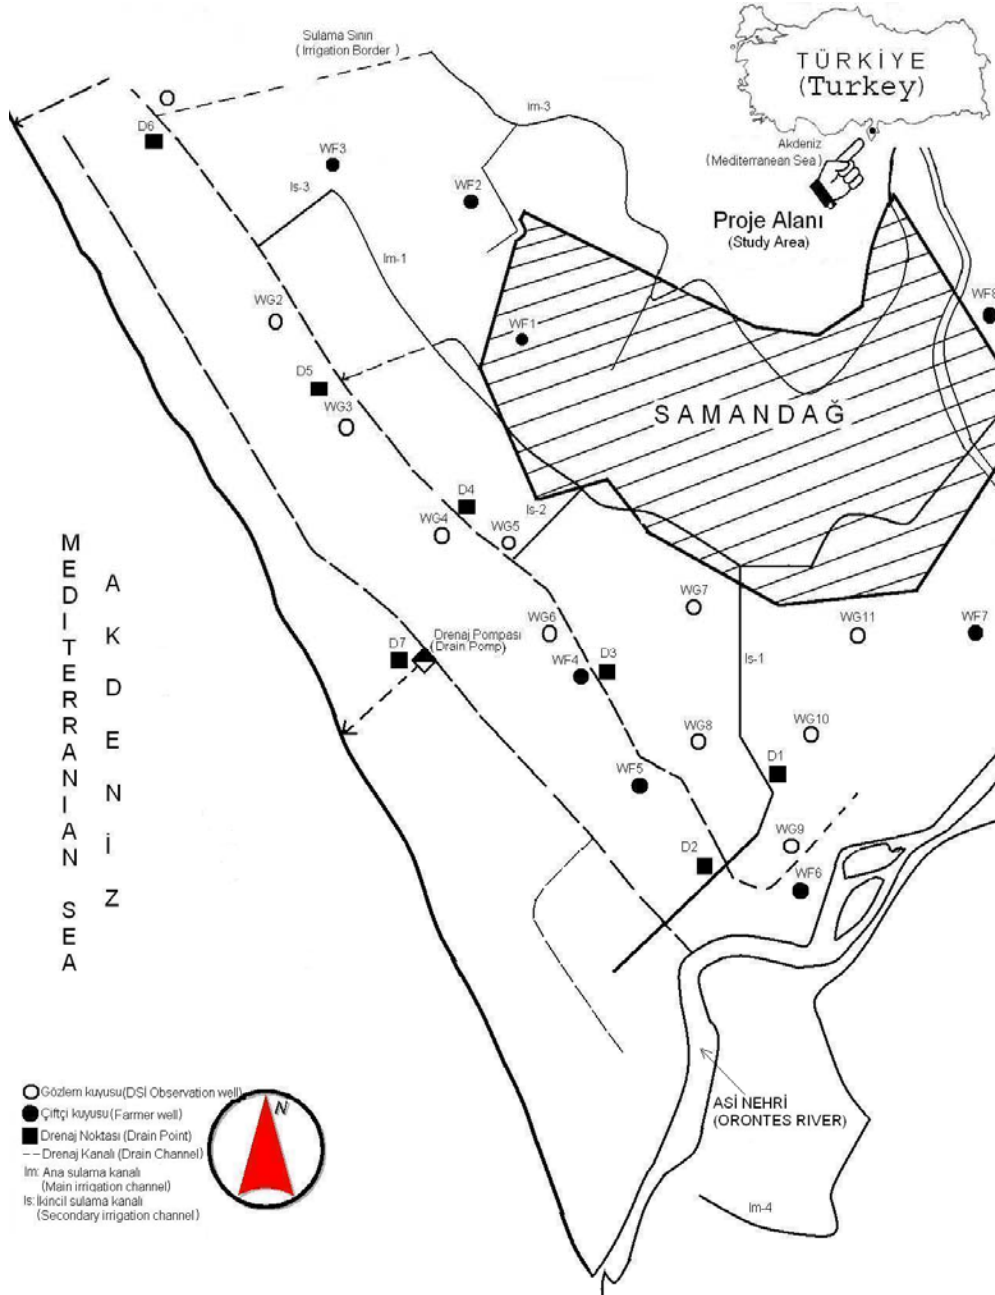 Sulama Sınırı
(Irrigation Border)
TÜRKİYE
(Turkey)
Akdeniz
(Mediterranean Sea)
Proje Alanı
(Study Area)
D6
WF3
Is-3
WF2
Im-3
Im-1
WG2
WF1
WF8
D5
WG3
SAMANDAĞ
D4
WG4
WG5
Is-2
WG7
WG6
WG11
WF7
D7
Drenaj Pompası
(Drain Pomp)
WF4
D3
Is-1
WG8
WG10
D1
WF5
D2
WG9
WF6
MEDITERRANIAN SEA
AKDENİZ
ASİ NEHRİ
(ORONTES RIVER)
Im-4
Gözlem kuyusu(DSİ Observation well)
Çiftçi kuyusu(Farmer well)
Drenaj Noktası(Drain Point)
Drenaj Kanalı(Drain Channel)
Im: Ana sulama kanalı
(Main irrigation channel)
Is: İkincil sulama kanalı
(Secondary irrigation channel)
N